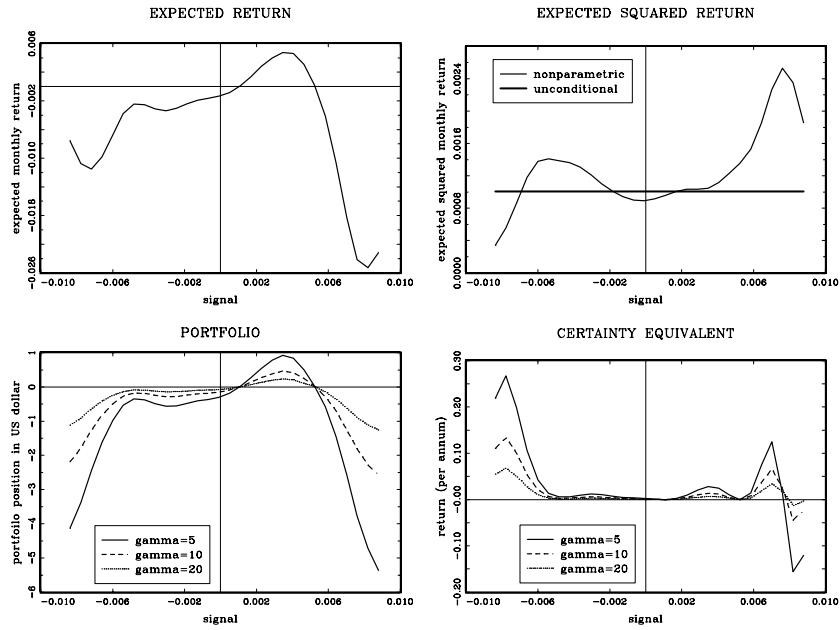 EXPECTED RETURN
expected monthly return
0.006
-0.002
-0.010
-0.018
-0.026
-0.010 -0.006 -0.002 0.002 0.006 0.010
signal
EXPECTED SQUARED RETURN
expected squared monthly return
0.0024
0.0016
0.0008
0.0000
nonparametric
unconditional
-0.010 -0.006 -0.002 0.002 0.006 0.010
signal
PORTFOLIO
portfolio position in US dollar
1
0
-1
-2
-3
-4
-5
-6
gamma=5
gamma=10
gamma=20
-0.010 -0.006 -0.002 0.002 0.006 0.010
signal
CERTAINTY EQUIVALENT
return (per annum)
0.30
0.20
0.10
-0.00
-0.10
-0.20
gamma=5
gamma=10
gamma=20
-0.010 -0.006 -0.002 0.002 0.006 0.010
signal